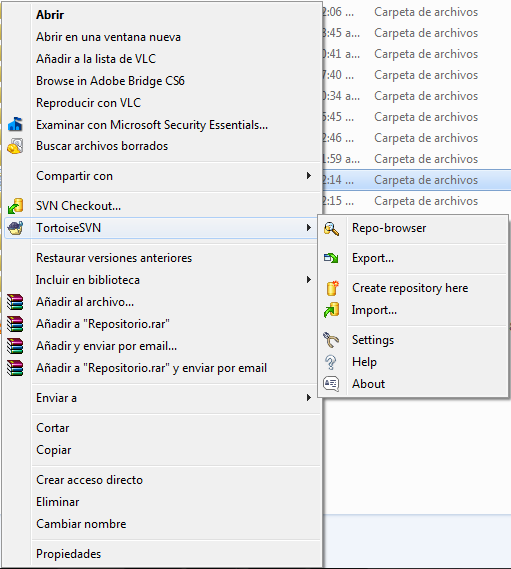 Abrir
Abrir en una ventana nueva
Añadir a la lista de VLC
Browse in Adobe Bridge CS6
Reproducir con VLC
Examinar con Microsoft Security Essentials...
Buscar archivos borrados
Compartir con
SVN Checkout...
TortoiseSVN
Restaurar versiones anteriores
Incluir en biblioteca
Añadir al archivo...
Añadir a "Repositorio.rar"
Añadir y enviar por email...
Añadir a "Repositorio.rar" y enviar por email
Enviar a
Cortar
Copiar
Crear acceso directo
Eliminar
Cambiar nombre
Propiedades
2:06 ... Carpeta de archivos
3:45 a... Carpeta de archivos
0:41 a... Carpeta de archivos
7:40 ... Carpeta de archivos
0:38 a... Carpeta de archivos
5:45 ... Carpeta de archivos
2:46 ... Carpeta de archivos
1:59 a... Carpeta de archivos
2:14 ... Carpeta de archivos
2:15 ... Carpeta de archivos
Repo-browser
Export...
Create repository here
Import...
Settings
Help
About